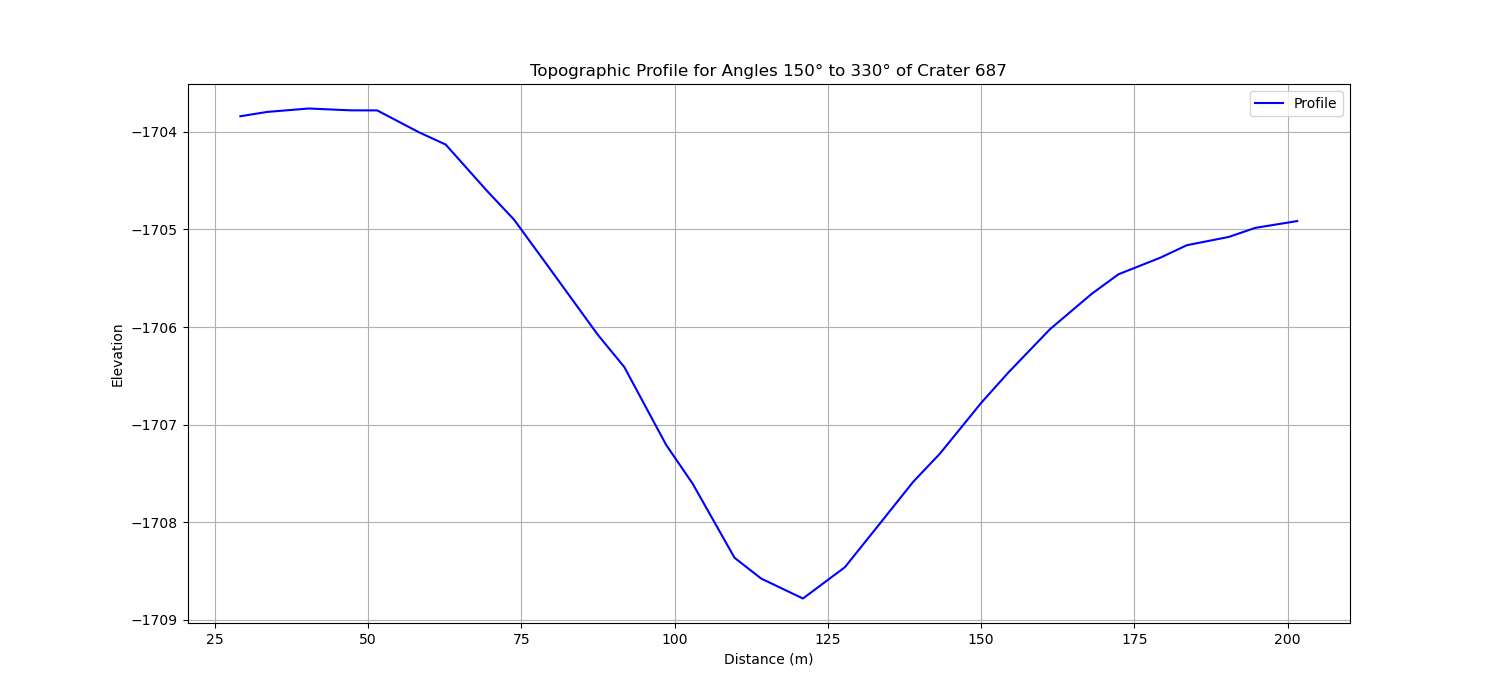 Topographic Profile for Angles 150° to 330° of Crater 687
Profile
−1704
−1705
−1706
−1707
−1708
−1709
Elevation
25 50 75 100 125 150 175 200
Distance (m)